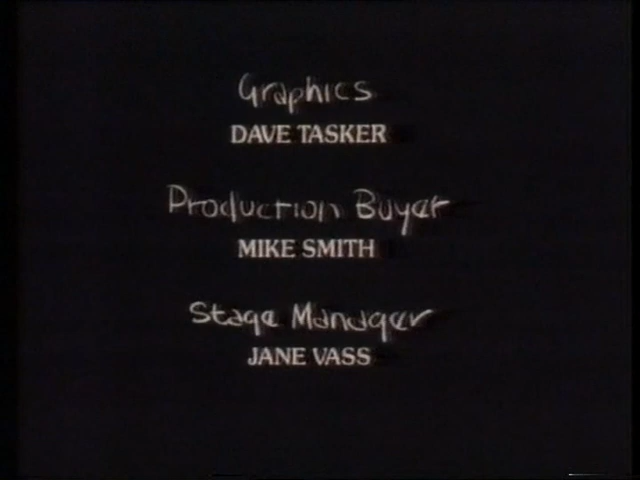 Graphics
DAVE TASKER
Production Buyer
MIKE SMITH
Stage Manager
JANE VASS